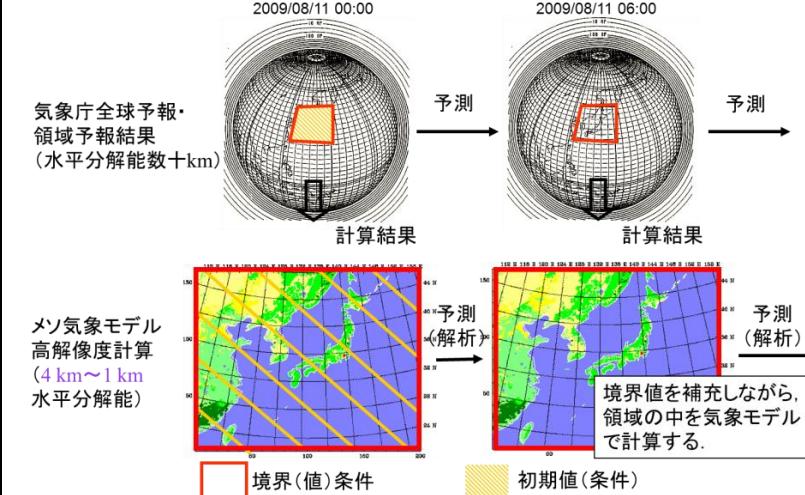 2009/08/11 00:00
2009/08/11 06:00
気象庁全球予報・
領域予報結果
(水平分解能数十km)
予測
予測
計算結果
計算結果
メソ気象モデル
高解像度計算
(4 km～1 km
水平分解能)
予測
(解析)
予測
(解析)
境界値を補充しながら,
領域の中を気象モデル
で計算する.
境界(値)条件
初期値(条件)